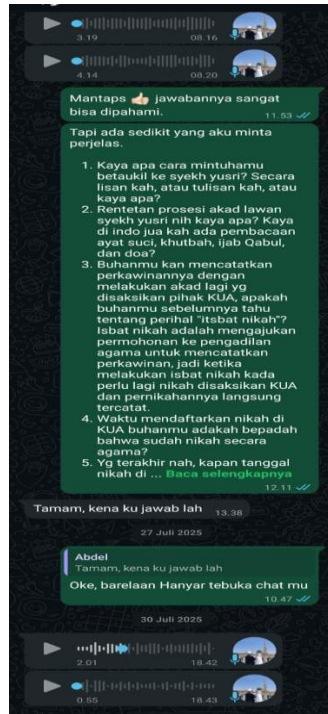 3.19 08.16
4.14 08.20
Mantaps 👍🏻 jawabannya sangat
bisa dipahami.
11.53
Tapi ada sedikit yang aku minta
perjelas.
1. Kaya apa cara mintuhamu
betaukil ke syekh yusri? Secara
lisan kah, atau tulisan kah, atau
kaya apa?
2. Rentetan prosesi akad lawan
syekh yusri nih kaya apa? Kaya
di indo jua kah ada pembacaan
ayat suci, khutbah, ijab Qabul,
dan doa?
3. Buhanmu kan mencatatkan
perkawinannya dengan
melakukan akad lagi yg
disaksikan pihak KUA, apakah
buhanmu sebelumnya tahu
tentang perihal "itsbat nikah"?
Isbat nikah adalah mengajukan
permohonan ke pengadilan
agama untuk mencatatkan
perkawinan, jadi ketika
melakukan isbat nikah kada
perlu lagi nikah disaksikan KUA
dan pernikahannya langsung
tercatat.
4. Waktu mendaftarkan nikah di
KUA buhanmu adakah bepadah
bahwa sudah nikah secara
agama?
5. Yg terakhir nah, kapan tanggal
nikah di ... Baca selengkapnya
12.11
Tamam, kena ku jawab lah 13.38
27 Juli 2025
Abdel
Tamam, kena ku jawab lah
Oke, barelaan Hanyar tebuka chat mu
10.47
30 Juli 2025
2.01 18.42
0.55 18.43